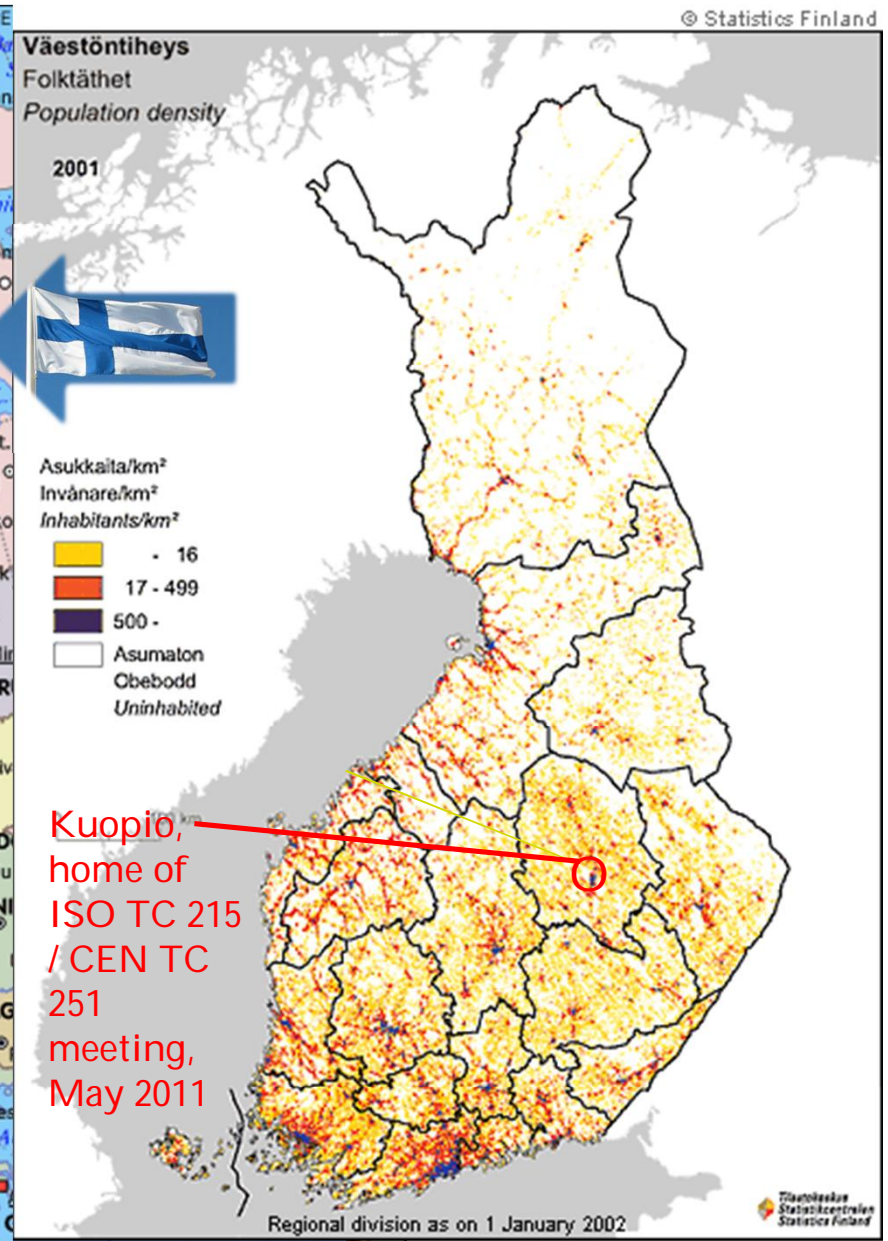 © Statistics Finland
Väestöntiheys
Folktäthet
Population density
2001
Asukkaita/km²
Invånare/km²
Inhabitants/km²
- 16
17 - 499
500 -
Asumaton
Obebodd
Uninhabited
Kuopio,
home of
ISO TC 215
/ CEN TC
251
meeting,
May 2011
Regional division as on 1 January 2002
Tilastokeskus
Statistikcentralen
Statistics Finland